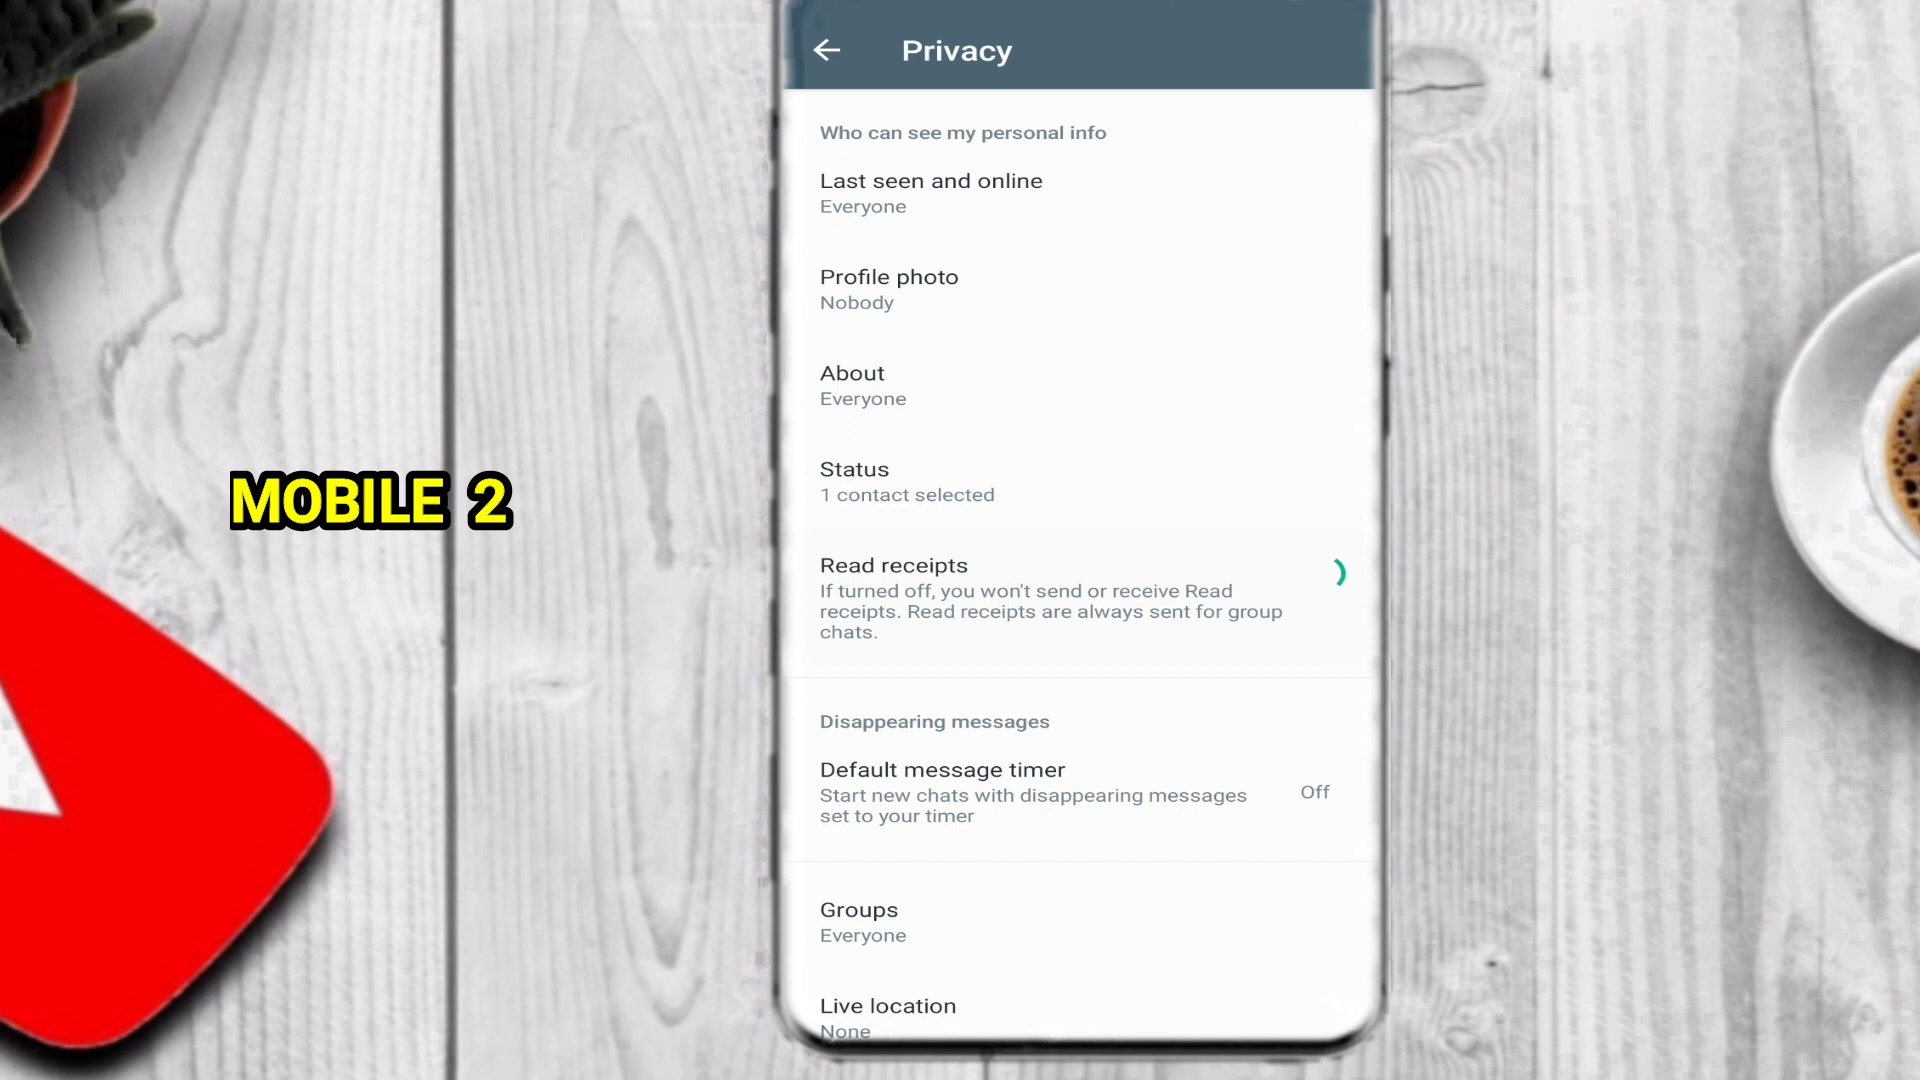 Privacy
Who can see my personal info
Last seen and online
Everyone
Profile photo
Nobody
About
Everyone
Status
1 contact selected
MOBILE 2
Read receipts
If turned off, you won't send or receive Read
receipts. Read receipts are always sent for group
chats.
Disappearing messages
Default message timer
Start new chats with disappearing messages
set to your timer
Off
Groups
Everyone
Live location
None